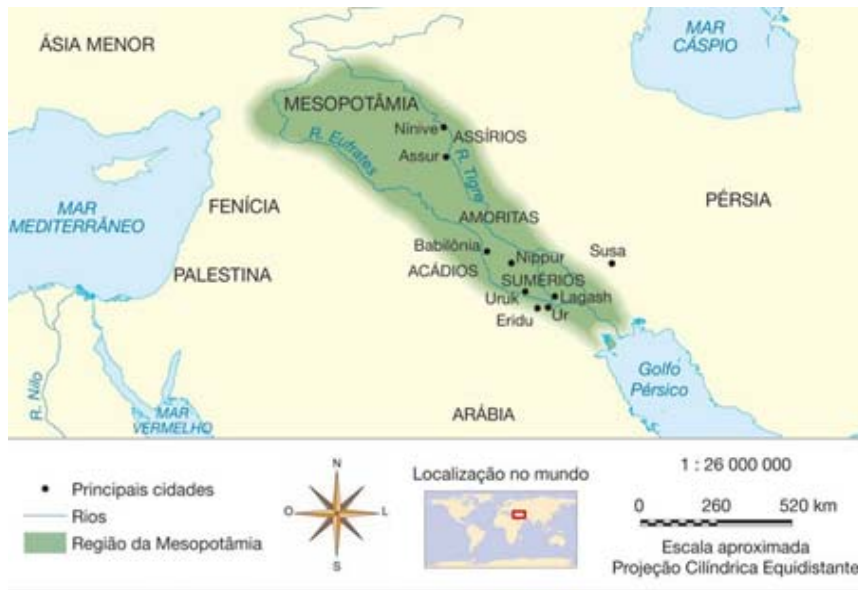 ÁSIA MENOR
MAR
CÁSPIO
MESOPOTÂMIA
Nínive
ASSÍRIOS
Assur
R. Eufrates
R. Tigre
MAR
MEDITERRÂNEO
FENÍCIA
PÉRSIA
AMORITAS
PALESTINA
Babilônia
Nippur
Susa
ACÁDIOS
SUMÉRIOS
Uruk
Lagash
Eridu
Ur
Golfo
Pérsico
R. Nilo
MAR
VERMELHO
ARÁBIA
Principais cidades
Rios
Região da Mesopotâmia
N
O
L
S
Localização no mundo
1 : 26 000 000
0 260 520 km
Escala aproximada
Projeção Cilíndrica Equidistante